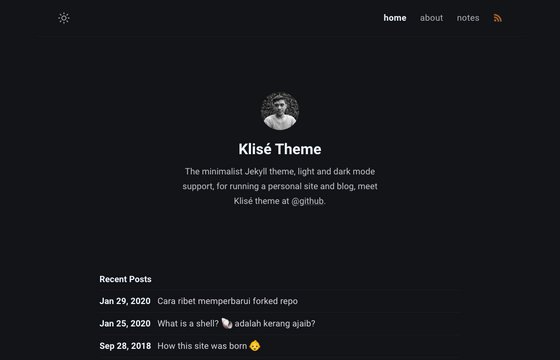 home about notes
Klisé Theme
The minimalist Jekyll theme, light and dark mode
support, for running a personal site and blog, meet
Klisé theme at @github.
Recent Posts
Jan 29, 2020 Cara ribet memperbarui forked repo
Jan 25, 2020 What is a shell? 🐚 adalah kerang ajaib?
Sep 28, 2018 How this site was born 👶